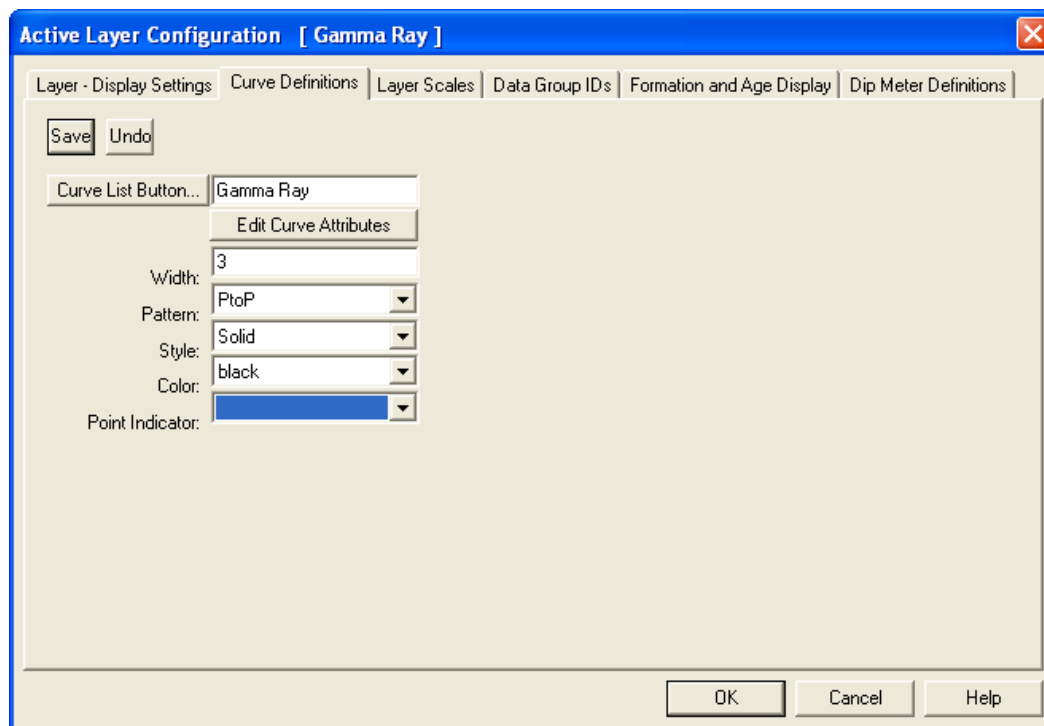 Active Layer Configuration [ Gamma Ray ]
Layer - Display Settings Curve Definitions Layer Scales Data Group IDs Formation and Age Display Dip Meter Definitions
Save Undo
Curve List Button... Gamma Ray
Edit Curve Attributes
Width: 3
Pattern: PtoP
Style: Solid
Color: black
Point Indicator:
OK Cancel Help